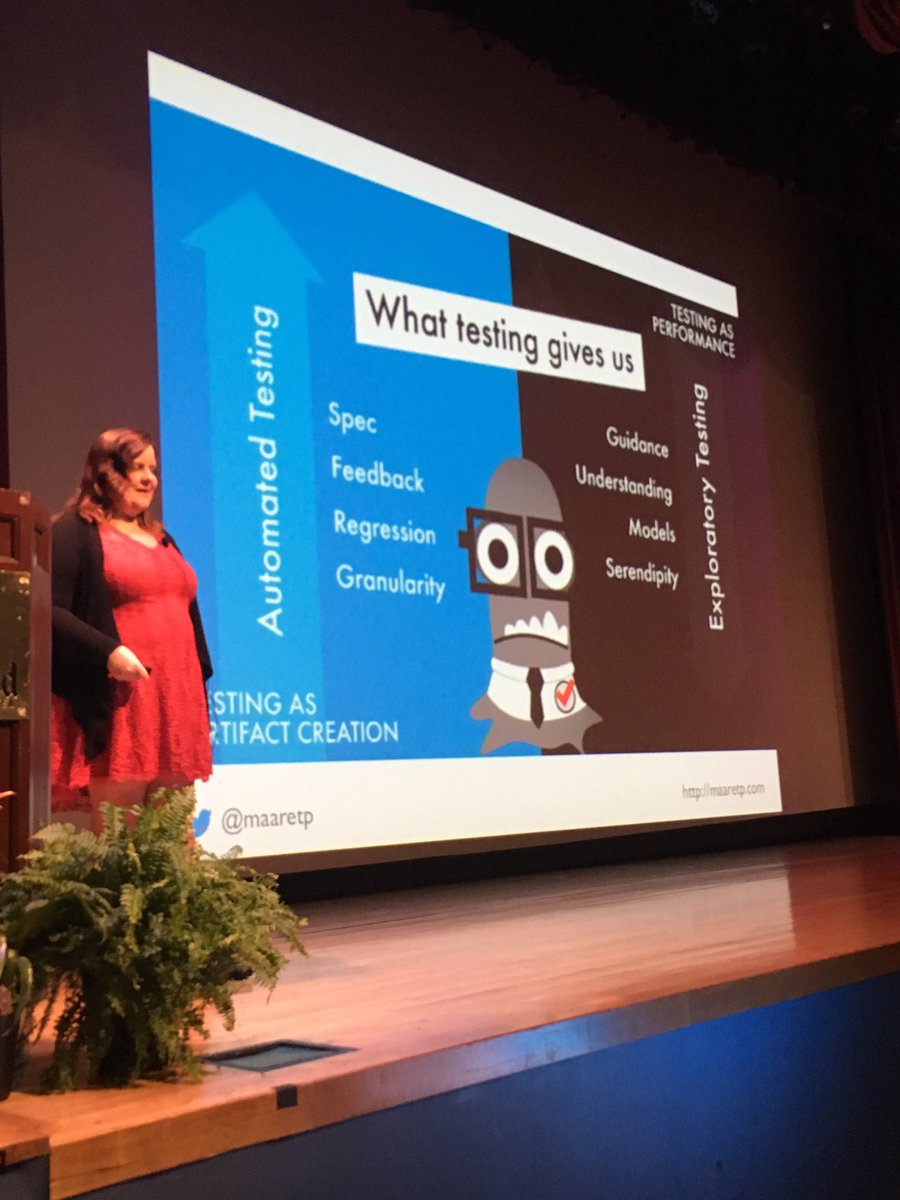 What testing gives us
Automated Testing
Spec
Feedback
Regression
Granularity
TESTING AS
PERFORMANCE
Guidance
Understanding
Models
Serendipity
Exploratory Testing
ESTING AS
RTIFACT CREATION
@maaretp
http://maaretp.com
d